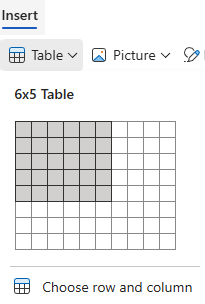 Insert
Table Picture
6x5 Table
Choose row and column